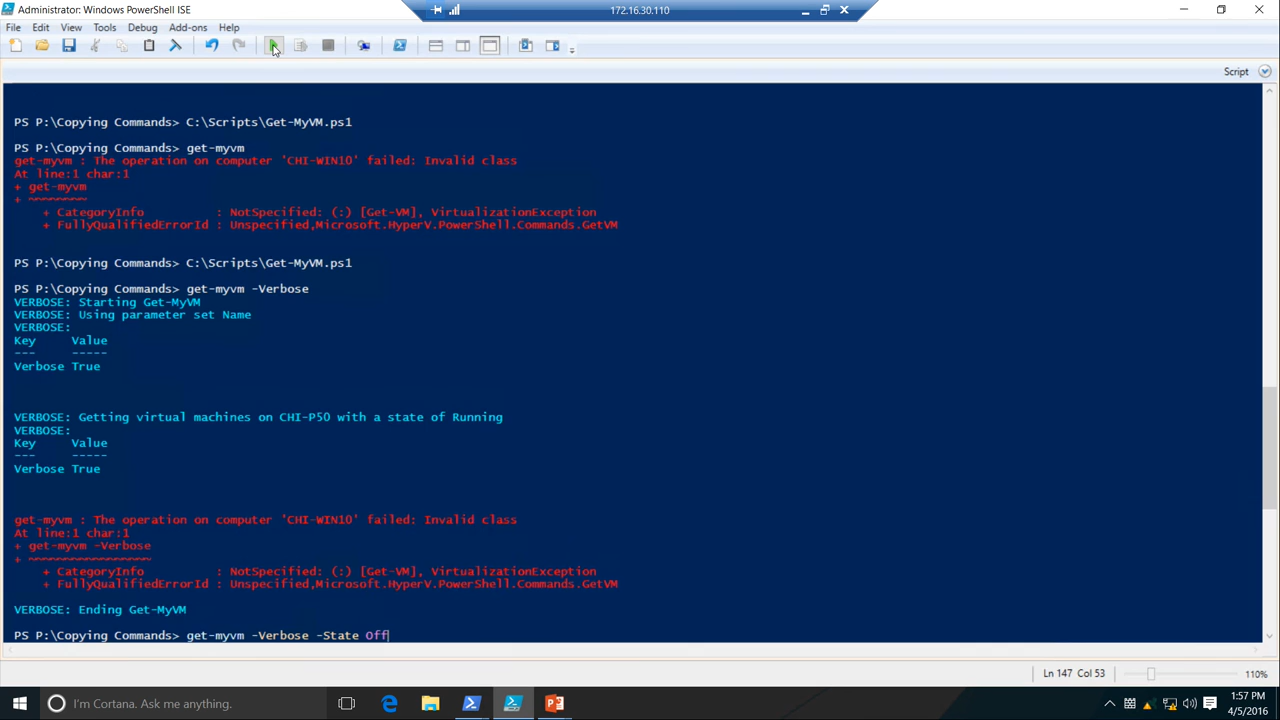 Administrator: Windows PowerShell ISE
172.16.30.110
File Edit View Tools Debug Add-ons Help
Script
PS P:\Copying Commands> C:\Scripts\Get-MyVM.ps1
PS P:\Copying Commands> get-myvm
get-myvm : The operation on computer 'CHI-WIN10' failed: Invalid class
At line:1 char:1
+ get-myvm
+ ~~~~~~~~
+ CategoryInfo : NotSpecified: (:) [Get-VM], VirtualizationException
+ FullyQualifiedErrorId : Unspecified,Microsoft.HyperV.PowerShell.Commands.GetVM
PS P:\Copying Commands> C:\Scripts\Get-MyVM.ps1
PS P:\Copying Commands> get-myvm -Verbose
VERBOSE: Starting Get-MyVM
VERBOSE: Using parameter set Name
VERBOSE:
Key Value
--- -----
Verbose True
VERBOSE: Getting virtual machines on CHI-P50 with a state of Running
VERBOSE:
Key Value
--- -----
Verbose True
get-myvm : The operation on computer 'CHI-WIN10' failed: Invalid class
At line:1 char:1
+ get-myvm -Verbose
+ ~~~~~~~~~~~~~~~~~
+ CategoryInfo : NotSpecified: (:) [Get-VM], VirtualizationException
+ FullyQualifiedErrorId : Unspecified,Microsoft.HyperV.PowerShell.Commands.GetVM
VERBOSE: Ending Get-MyVM
PS P:\Copying Commands> get-myvm -Verbose -State Off
Ln 147 Col 53 110%
I'm Cortana. Ask me anything.
1:57 PM
4/5/2016